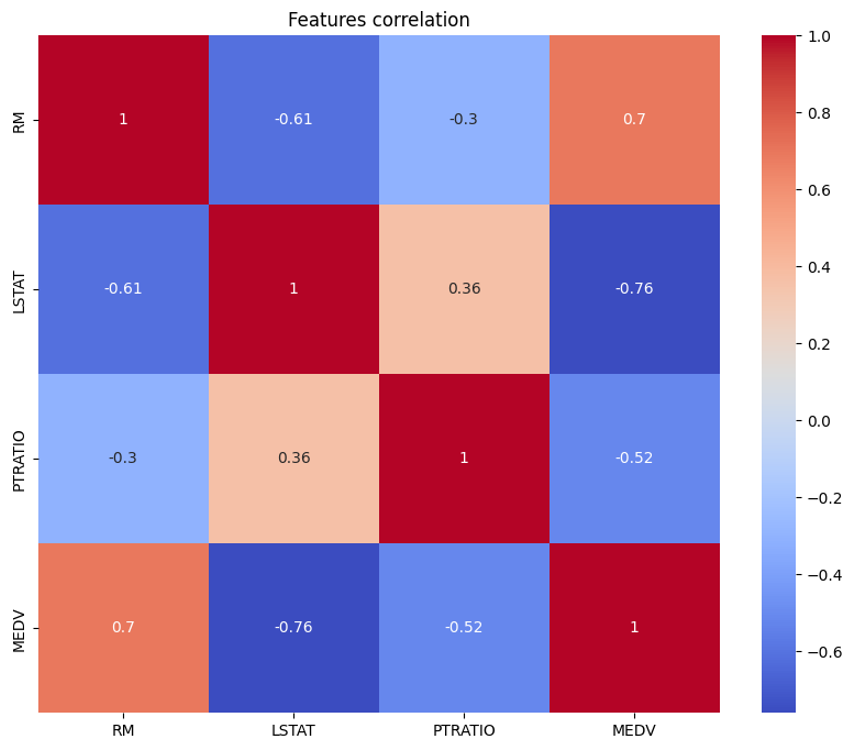 Features correlation
RM
1
-0.61
-0.3
0.7
LSTAT
-0.61
1
0.36
-0.76
PTRATIO
-0.3
0.36
1
-0.52
MEDV
0.7
-0.76
-0.52
1
RM
LSTAT
PTRATIO
MEDV
1.0
0.8
0.6
0.4
0.2
0.0
−0.2
−0.4
−0.6